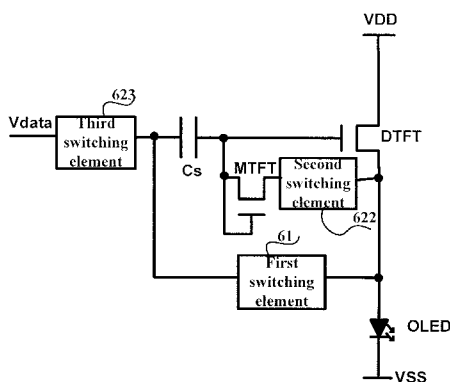 VDD
623
Vdata
Third
switching
element
Cs
DTFT
MTFT
Second
switching
element
622
61
First
switching
element
OLED
VSS